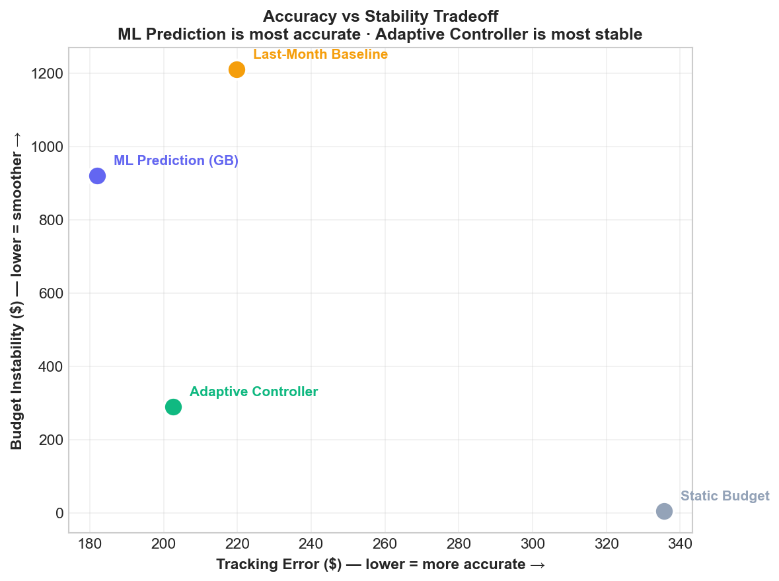 Accuracy vs Stability Tradeoff
ML Prediction is most accurate · Adaptive Controller is most stable
Last-Month Baseline
ML Prediction (GB)
Adaptive Controller
Static Budget
Budget Instability ($) — lower = smoother →
1200
1000
800
600
400
200
0
180 200 220 240 260 280 300 320 340
Tracking Error ($) — lower = more accurate →